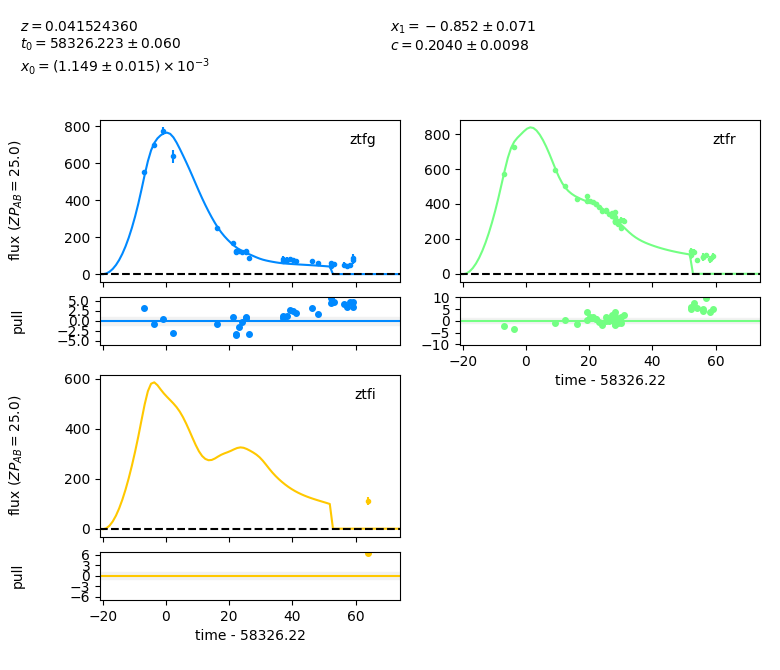 z = 0.041524360
t₀ = 58326.223 ± 0.060
x₀ = (1.149 ± 0.015) × 10⁻³
x₁ = −0.852 ± 0.071
c = 0.2040 ± 0.0098
flux (ZP_AB = 25.0)
800
600
400
200
0
ztfg
800
600
400
200
0
ztfr
pull
5.0
2.5
0.0
−2.5
−5.0
10
5
0
−5
−10
−20 0 20 40 60
time - 58326.22
flux (ZP_AB = 25.0)
600
400
200
0
ztfi
pull
6
3
0
−3
−6
−20 0 20 40 60
time - 58326.22